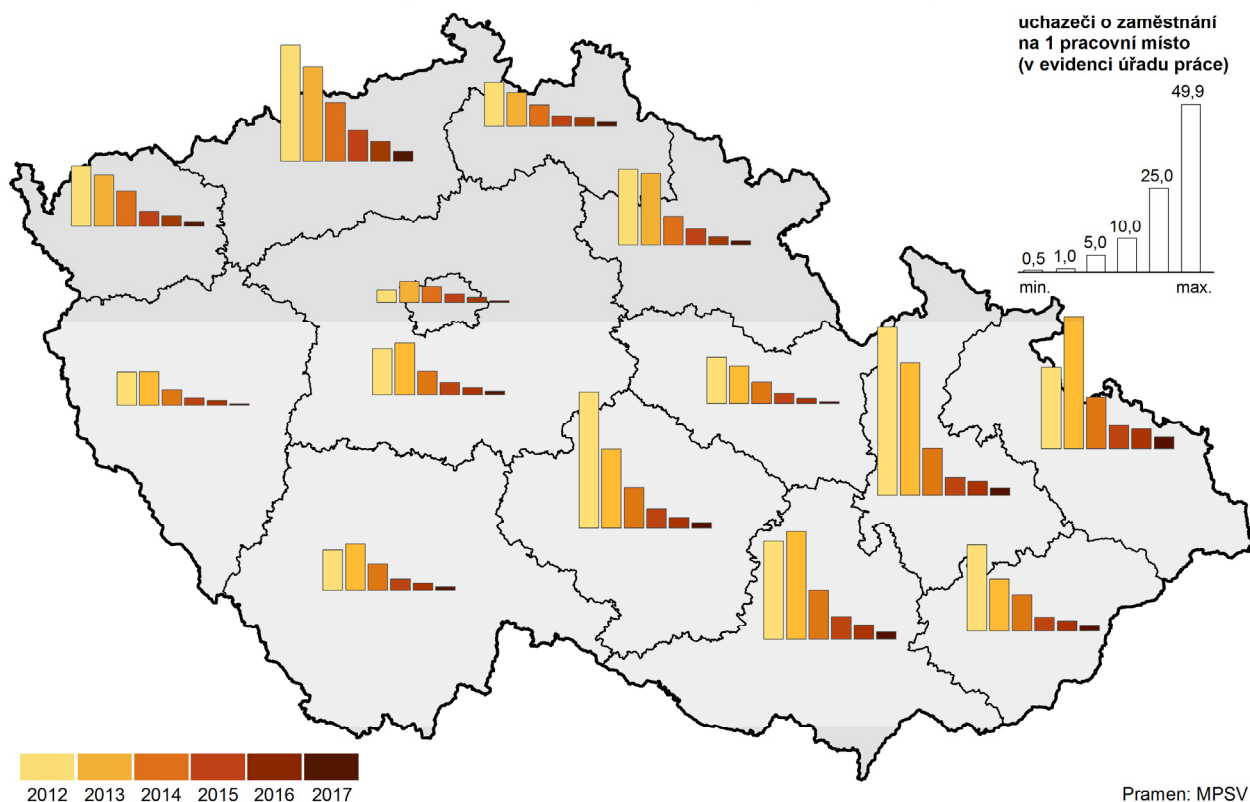 uchazeči o zaměstnání
na 1 pracovní místo
(v evidenci úřadu práce)
49,9
25,0
10,0
5,0
1,0
0,5
min.
max.
2012 2013 2014 2015 2016 2017
Pramen: MPSV